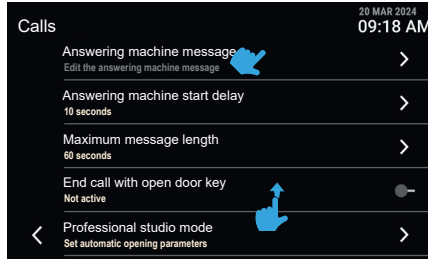 20 MAR 2024
Calls
09:18 AM
Answering machine message
Edit the answering machine message
Answering machine start delay
10 seconds
Maximum message length
60 seconds
End call with open door key
Not active
Professional studio mode
Set automatic opening parameters